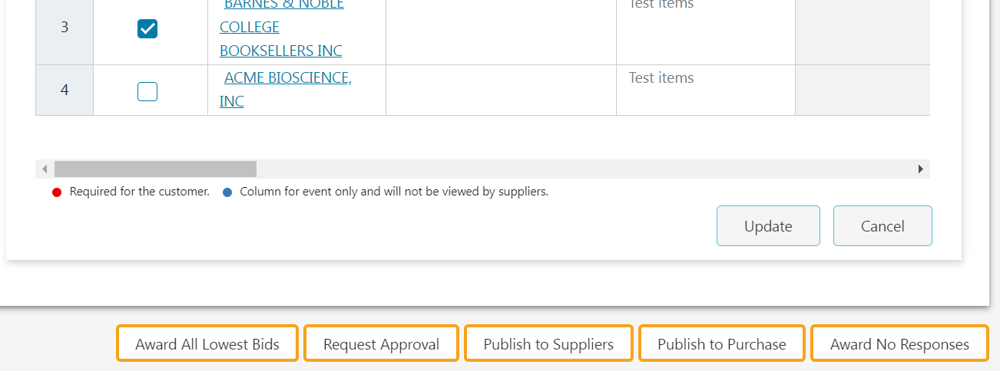 BARNES & NOBLE
Test items
3
COLLEGE
BOOKSELLERS INC
ACME BIOSCIENCE,
Test items
4
INC
Required for the customer.
Column for event only and will not be viewed by suppliers.
Update
Cancel
Award All Lowest Bids
Request Approval
Publish to Suppliers
Publish to Purchase
Award No Responses